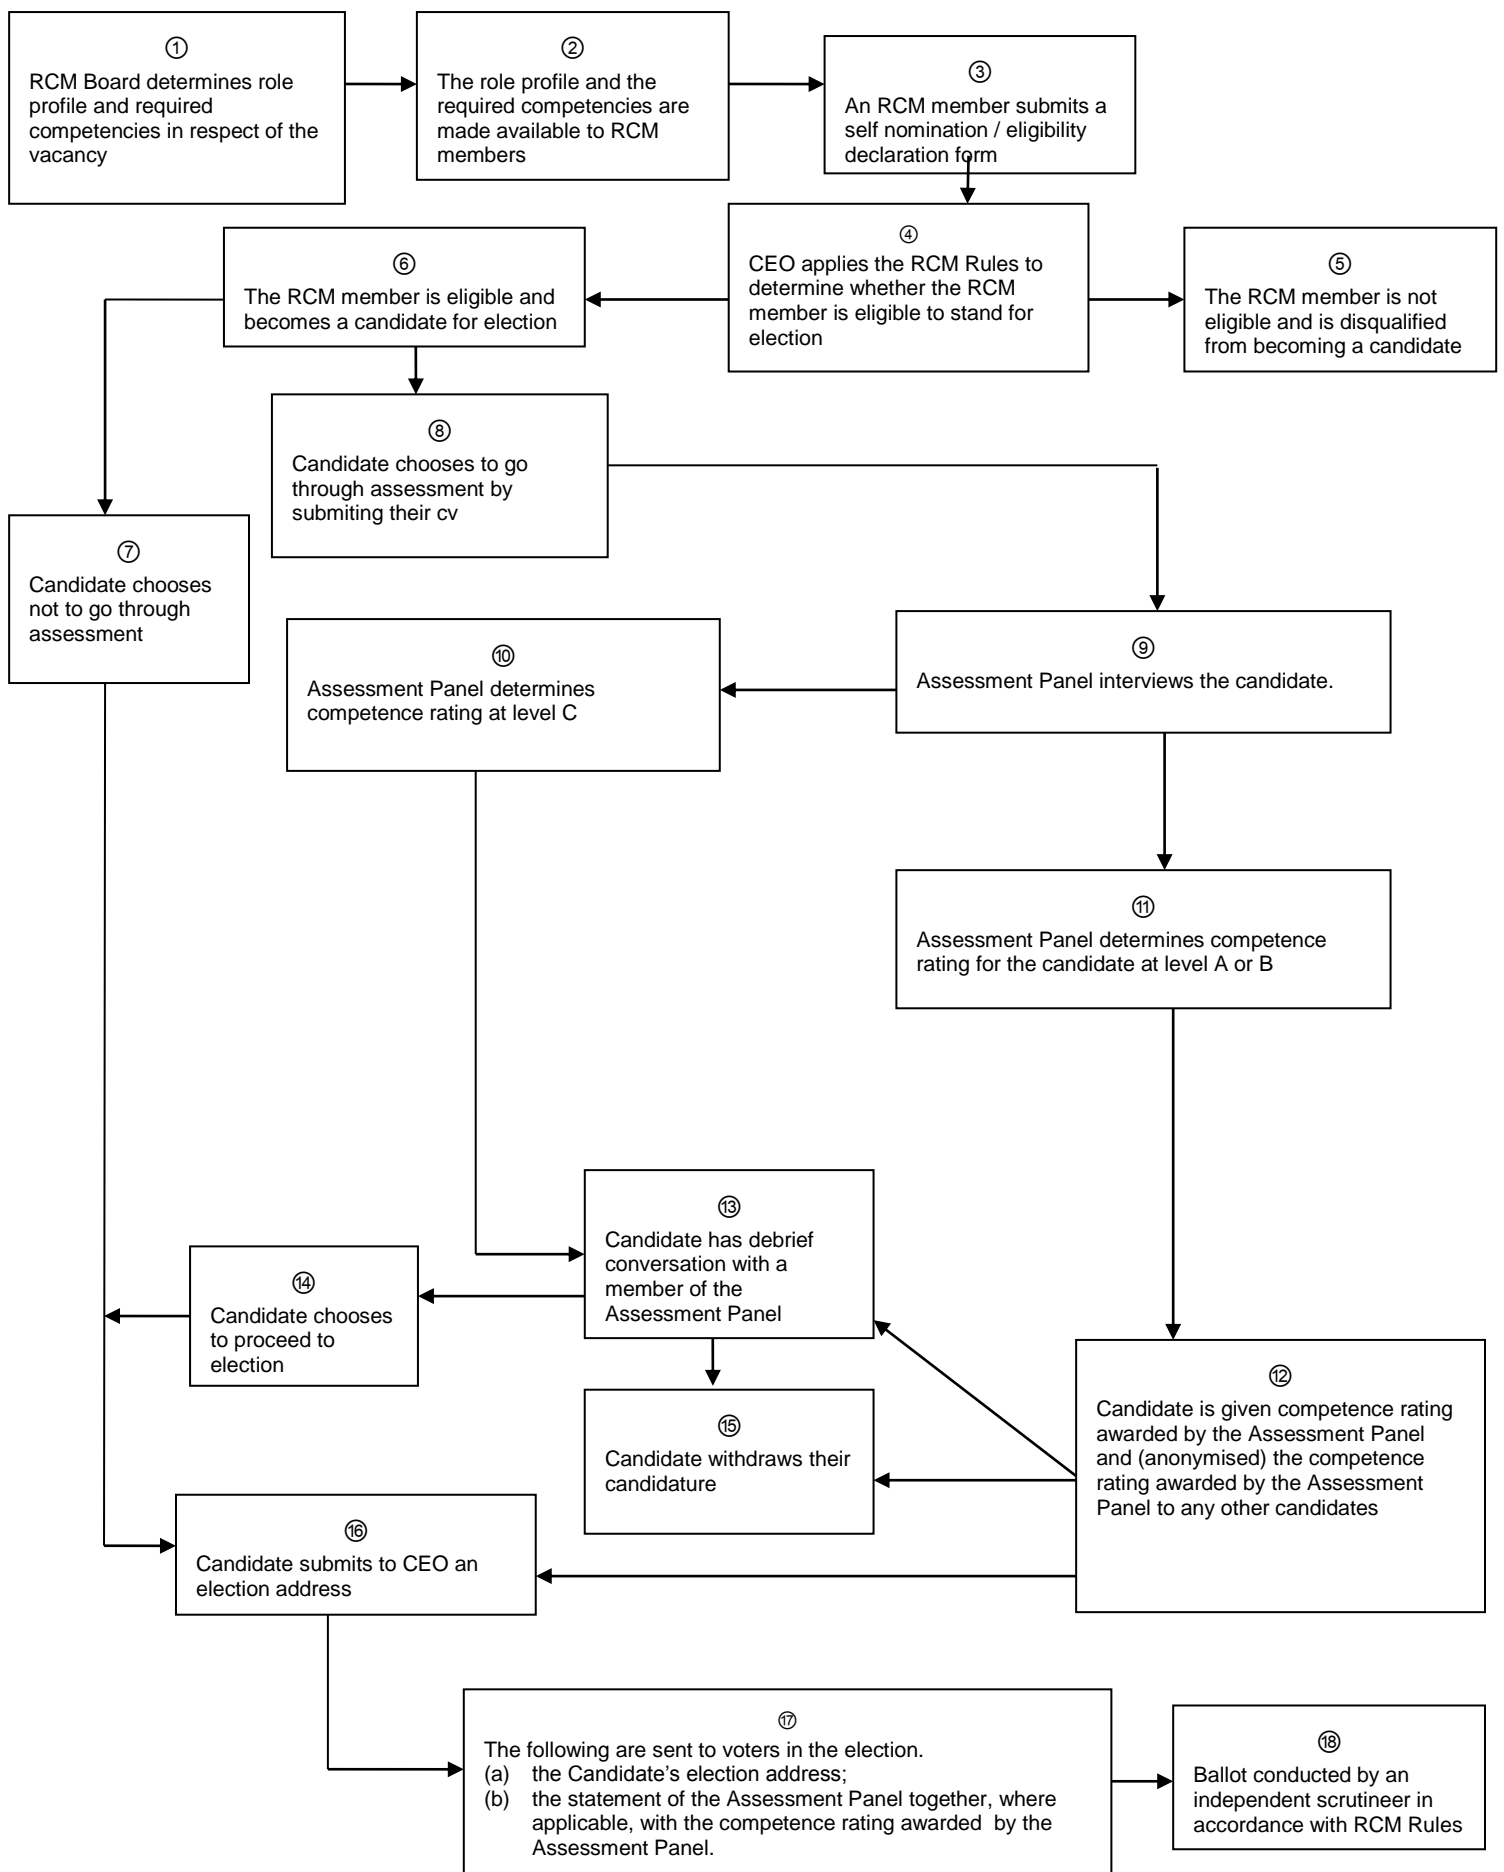 ①
RCM Board determines role
profile and required
competencies in respect of the
vacancy
②
The role profile and the
required competencies are
made available to RCM
members
③
An RCM member submits a
self nomination / eligibility
declaration form
④
CEO applies the RCM Rules to
determine whether the RCM
member is eligible to stand for
election
⑤
The RCM member is not
eligible and is disqualified
from becoming a candidate
⑥
The RCM member is eligible and
becomes a candidate for election
⑦
Candidate chooses
not to go through
assessment
⑧
Candidate chooses to go
through assessment by
submiting their cv
⑨
Assessment Panel interviews the candidate.
⑩
Assessment Panel determines
competence rating at level C
⑪
Assessment Panel determines competence
rating for the candidate at level A or B
⑫
Candidate is given competence rating
awarded by the Assessment Panel
and (anonymised) the competence
rating awarded by the Assessment
Panel to any other candidates
⑬
Candidate has debrief
conversation with a
member of the
Assessment Panel
⑭
Candidate chooses
to proceed to
election
⑮
Candidate withdraws their
candidature
⑯
Candidate submits to CEO an
election address
⑰
The following are sent to voters in the election.
(a) the Candidate’s election address;
(b) the statement of the Assessment Panel together, where
applicable, with the competence rating awarded by the
Assessment Panel.
⑱
Ballot conducted by an
independent scrutineer in
accordance with RCM Rules